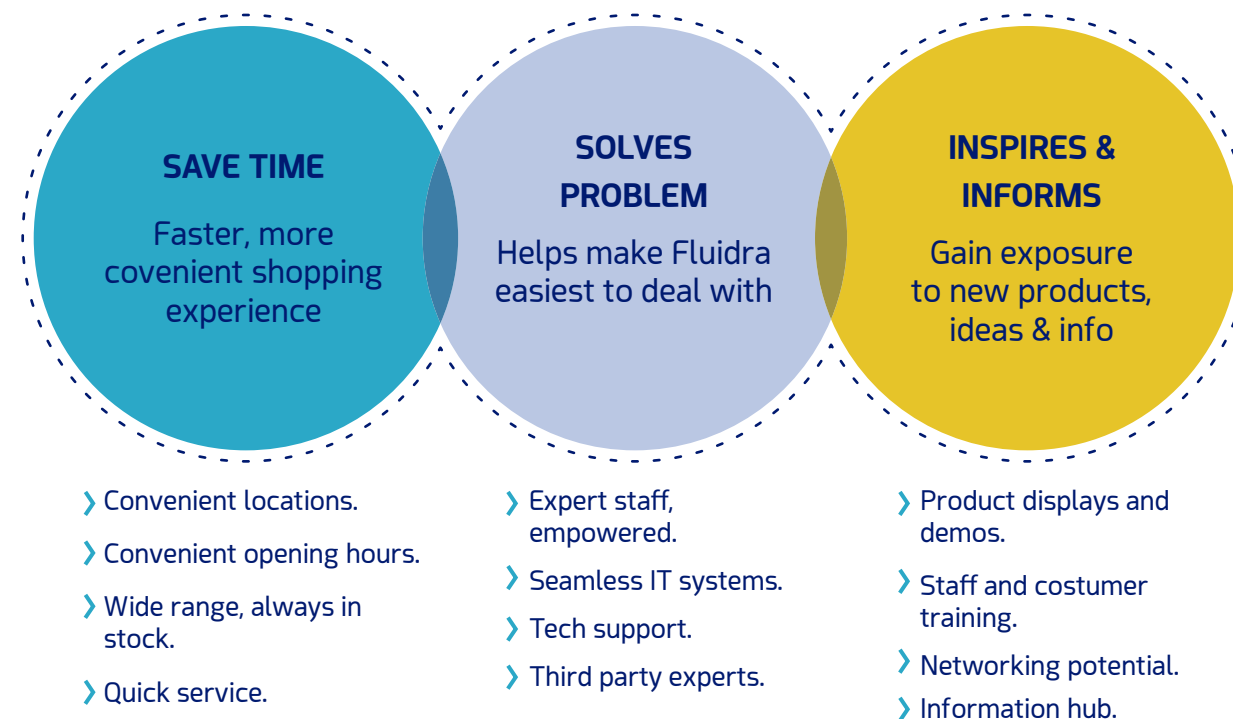 SAVE TIME
Faster, more
covenient shopping
experience
SOLVES
PROBLEM
Helps make Fluidra
easiest to deal with
INSPIRES &
INFORMS
Gain exposure
to new products,
ideas & info
Convenient locations.
Convenient opening hours.
Wide range, always in
stock.
Quick service.
Expert staff,
empowered.
Seamless IT systems.
Tech support.
Third party experts.
Product displays and
demos.
Staff and costumer
training.
Networking potential.
Information hub.